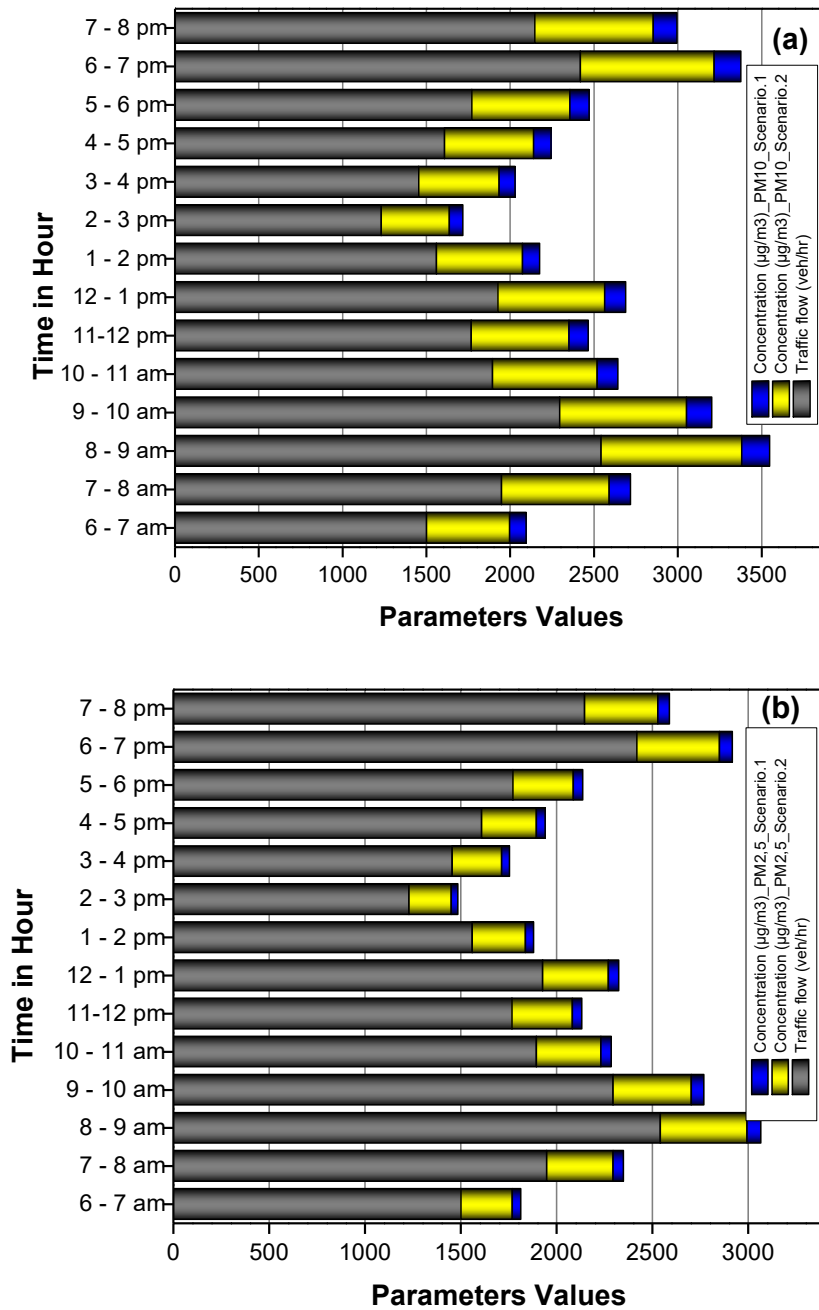 (a)
7 - 8 pm
6 - 7 pm
5 - 6 pm
4 - 5 pm
3 - 4 pm
2 - 3 pm
1 - 2 pm
12 - 1 pm
11-12 pm
10 - 11 am
9 - 10 am
8 - 9 am
7 - 8 am
6 - 7 am
Time in Hour
0 500 1000 1500 2000 2500 3000 3500
Parameters Values
Concentration (µg/m3)_PM10_Scenario.1
Concentration (µg/m3)_PM10_Scenario.2
Traffic flow (veh/hr)
(b)
7 - 8 pm
6 - 7 pm
5 - 6 pm
4 - 5 pm
3 - 4 pm
2 - 3 pm
1 - 2 pm
12 - 1 pm
11-12 pm
10 - 11 am
9 - 10 am
8 - 9 am
7 - 8 am
6 - 7 am
Time in Hour
0 500 1000 1500 2000 2500 3000
Parameters Values
Concentration (µg/m3)_PM2,5_Scenario.1
Concentration (µg/m3)_PM2,5_Scenario.2
Traffic flow (veh/hr)